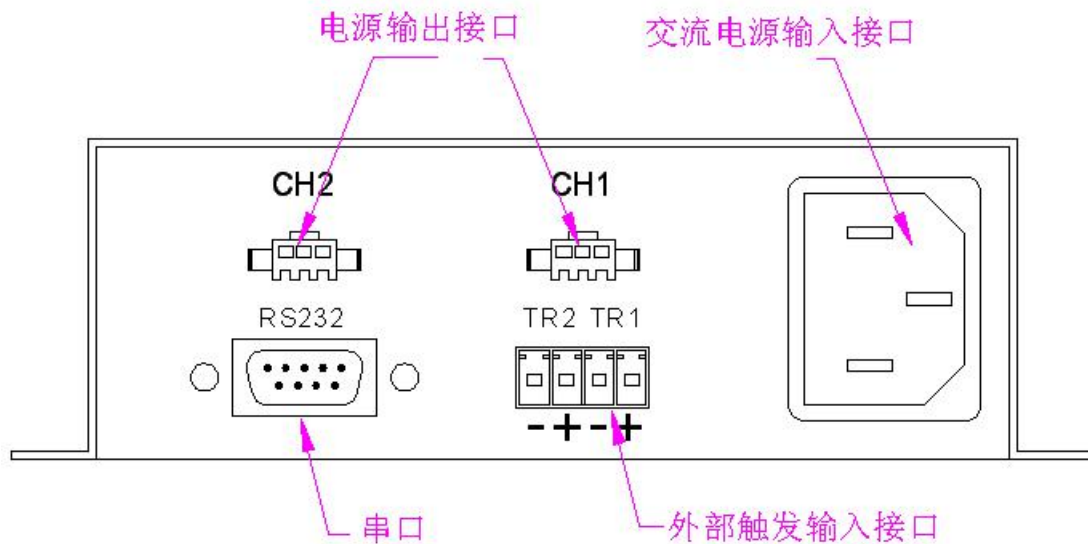 电源输出接口
交流电源输入接口
CH2
CH1
RS232
TR2 TR1
-+-+
串口
外部触发输入接口